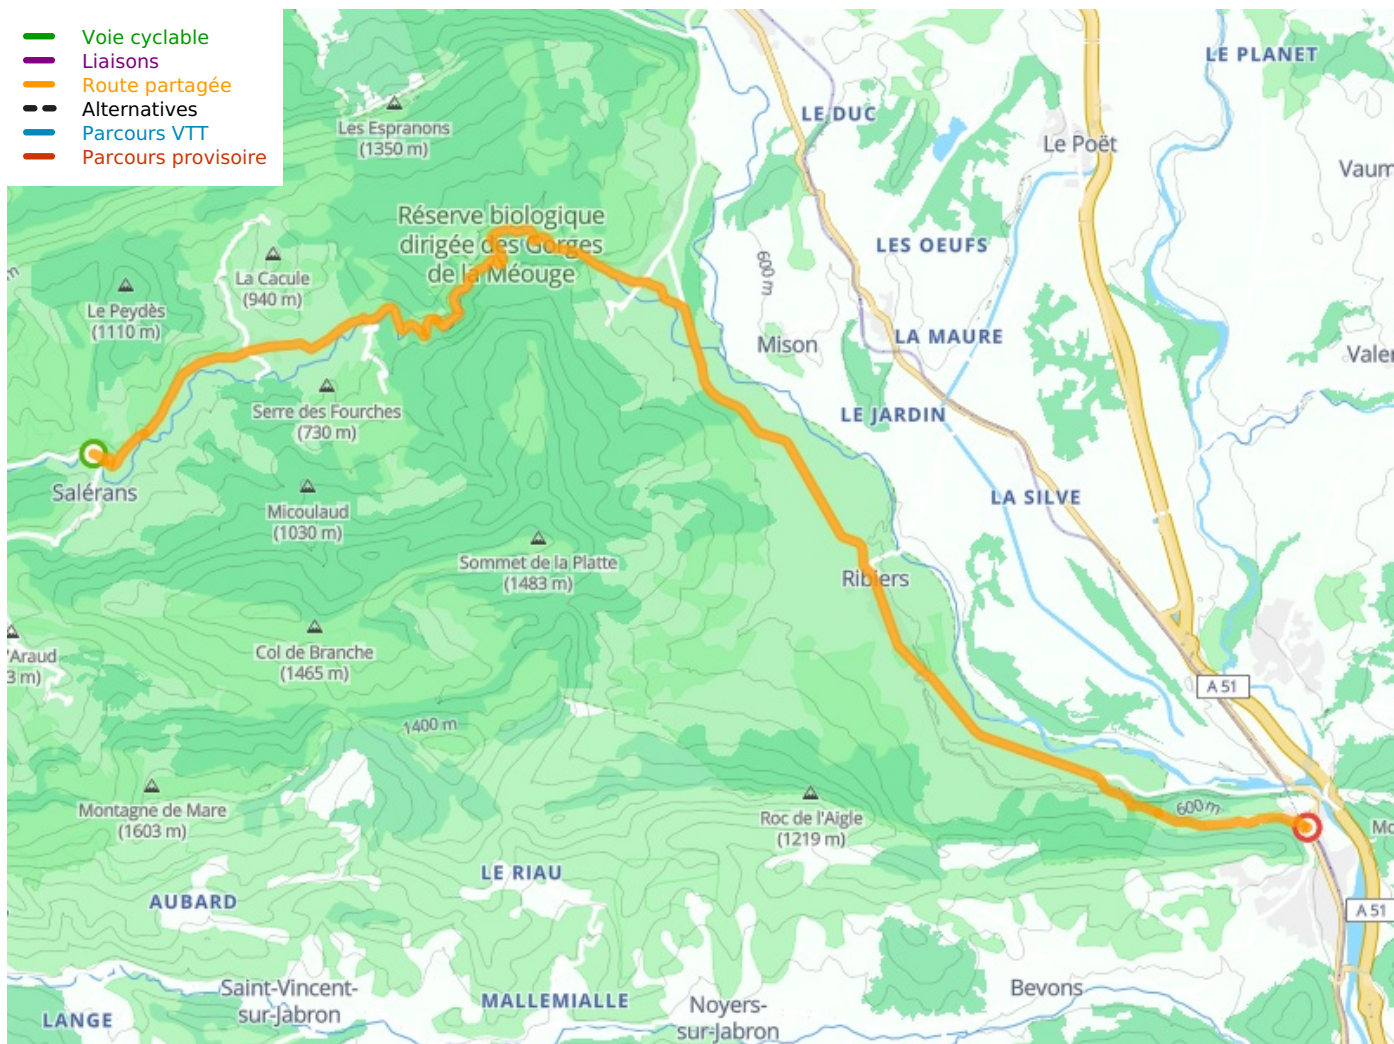 Voie cyclable
Liaisons
Route partagée
Alternatives
Parcours VTT
Parcours provisoire
LE PLANET
LE DUC
Les Espranons
(1350 m)
Le Poët
Réserve biologique
dirigée des Gorges
de la Méouge
LES OEUFS
600 m
La Cacule
(940 m)
Le Peydès
(1110 m)
LA MAURE
Mison
Serre des Fourches
(730 m)
LE JARDIN
Salérans
LA SILVE
Micoulaud
(1030 m)
Sommet de la Platte
(1483 m)
Ribiers
Col de Branche
(1465 m)
'Araud
3 m)
A 51
1400 m
Montagne de Mare
(1603 m)
Roc de l'Aigle
(1219 m)
600 m
LE RIAU
AUBARD
A 51
Saint-Vincent-
sur-Jabron
MALLEMIALLE
Noyers-
sur-Jabron
Bevons
LANGE